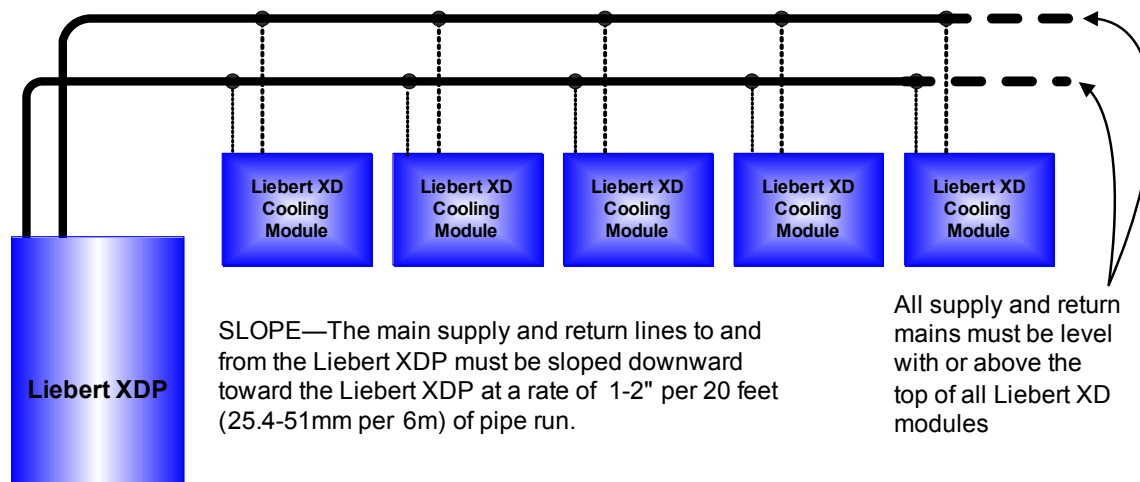 Liebert XD
Cooling
Module
Liebert XD
Cooling
Module
Liebert XD
Cooling
Module
Liebert XD
Cooling
Module
Liebert XD
Cooling
Module
Liebert XDP
SLOPE—The main supply and return lines to and
from the Liebert XDP must be sloped downward
toward the Liebert XDP at a rate of 1-2" per 20 feet
(25.4-51mm per 6m) of pipe run.
All supply and return
mains must be level
with or above the
top of all Liebert XD
modules